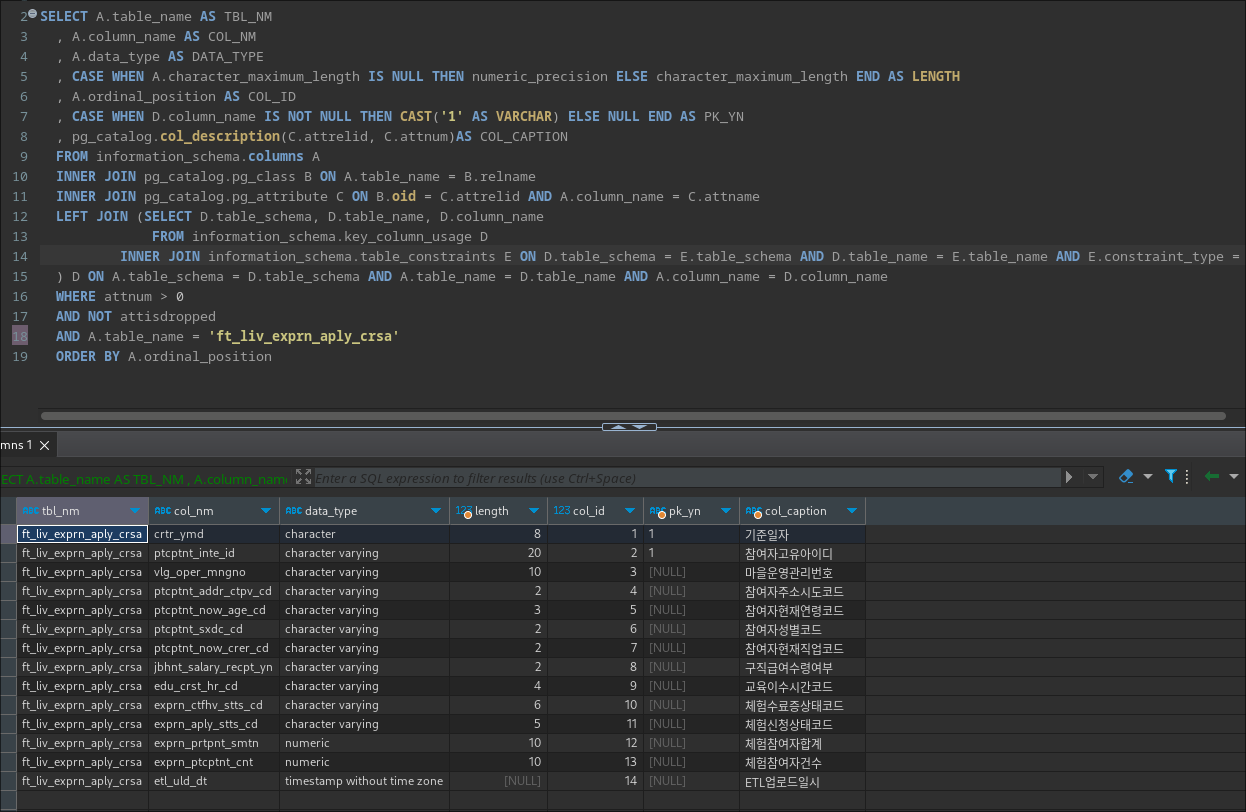 2 SELECT A.table_name AS TBL_NM
3 , A.column_name AS COL_NM
4 , A.data_type AS DATA_TYPE
5 , CASE WHEN A.character_maximum_length IS NULL THEN numeric_precision ELSE character_maximum_length END AS LENGTH
6 , A.ordinal_position AS COL_ID
7 , CASE WHEN D.column_name IS NOT NULL THEN CAST('1' AS VARCHAR) ELSE NULL END AS PK_YN
8 , pg_catalog.col_description(C.attrelid, C.attnum)AS COL_CAPTION
9 FROM information_schema.columns A
10 INNER JOIN pg_catalog.pg_class B ON A.table_name = B.relname
11 INNER JOIN pg_catalog.pg_attribute C ON B.oid = C.attrelid AND A.column_name = C.attname
12 LEFT JOIN (SELECT D.table_schema, D.table_name, D.column_name
13 FROM information_schema.key_column_usage D
14 INNER JOIN information_schema.table_constraints E ON D.table_schema = E.table_schema AND D.table_name = E.table_name AND E.constraint_type =
15 ) D ON A.table_schema = D.table_schema AND A.table_name = D.table_name AND A.column_name = D.column_name
16 WHERE attnum > 0
17 AND NOT attisdropped
18 AND A.table_name = 'ft_liv_exprn_aply_crsa'
19 ORDER BY A.ordinal_position
mns 1
ECT A.table_name AS TBL_NM , A.column_name Enter a SQL expression to filter results (use Ctrl+Space)
ABC tbl_nm ABC col_nm ABC data_type 123 length 123 col_id ABC pk_yn ABC col_caption
ft_liv_exprn_aply_crsa crtr_ymd character 8 1 1 기준일자
ft_liv_exprn_aply_crsa ptcptnt_inte_id character varying 20 2 1 참여자고유아이디
ft_liv_exprn_aply_crsa vlg_oper_mngno character varying 10 3 [NULL] 마을운영관리번호
ft_liv_exprn_aply_crsa ptcptnt_addr_ctpv_cd character varying 2 4 [NULL] 참여자주소시도코드
ft_liv_exprn_aply_crsa ptcptnt_now_age_cd character varying 3 5 [NULL] 참여자현재연령코드
ft_liv_exprn_aply_crsa ptcptnt_sxdc_cd character varying 2 6 [NULL] 참여자성별코드
ft_liv_exprn_aply_crsa ptcptnt_now_crer_cd character varying 2 7 [NULL] 참여자현재직업코드
ft_liv_exprn_aply_crsa jbhnt_salary_recpt_yn character varying 2 8 [NULL] 구직급여수령여부
ft_liv_exprn_aply_crsa edu_crst_hr_cd character varying 4 9 [NULL] 교육이수시간코드
ft_liv_exprn_aply_crsa exprn_ctfhv_stts_cd character varying 6 10 [NULL] 체험수료증상태코드
ft_liv_exprn_aply_crsa exprn_aply_stts_cd character varying 5 11 [NULL] 체험신청상태코드
ft_liv_exprn_aply_crsa exprn_prtpnt_smtn numeric 10 12 [NULL] 체험참여자합계
ft_liv_exprn_aply_crsa exprn_ptcptnt_cnt numeric 10 13 [NULL] 체험참여자건수
ft_liv_exprn_aply_crsa etl_uld_dt timestamp without time zone [NULL] 14 [NULL] ETL업로드일시